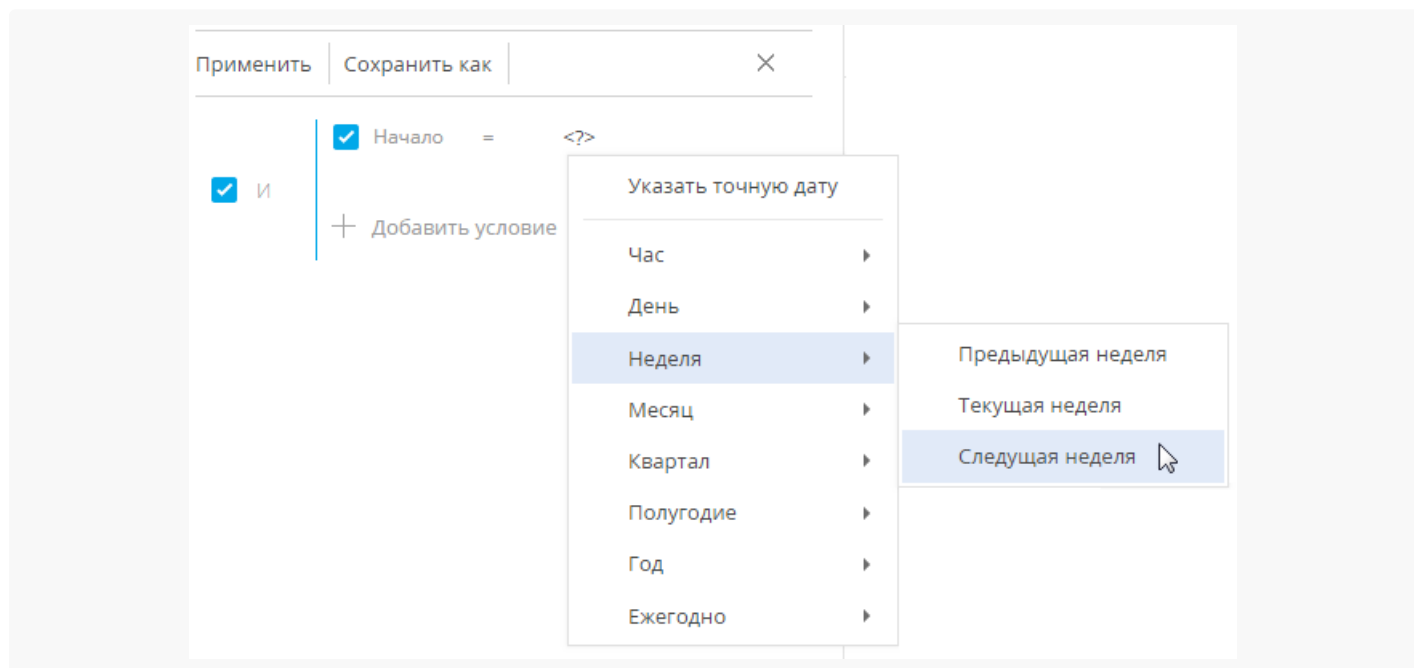 Применить Сохранить как
Начало = <?>
И
Указать точную дату
Добавить условие
Час
День
Неделя
Месяц
Квартал
Полугодие
Год
Ежегодно
Предыдущая неделя
Текущая неделя
Следущая неделя